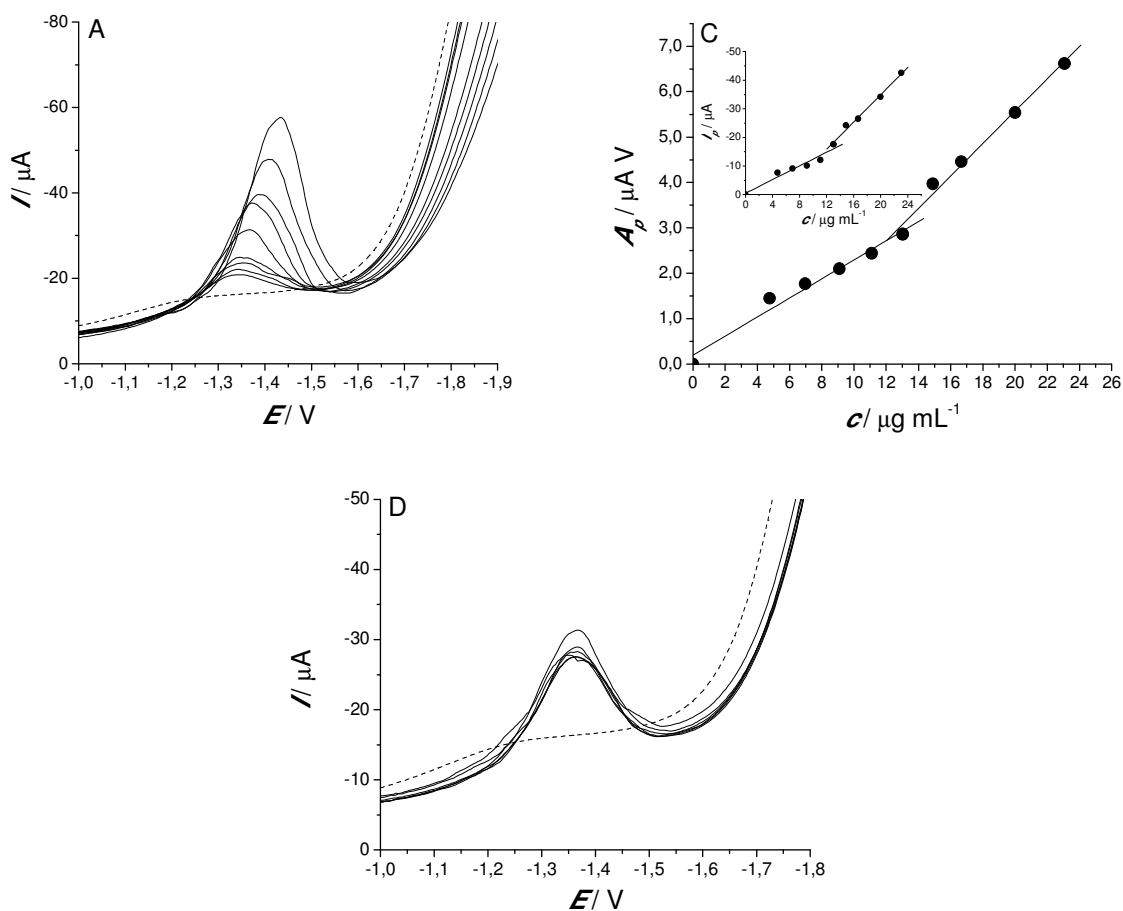 A
-80
-60
-40
-20
0
I / μA
-1,0 -1,1 -1,2 -1,3 -1,4 -1,5 -1,6 -1,7 -1,8 -1,9
E / V
C
7,0
6,0
5,0
4,0
3,0
2,0
1,0
0,0
A_p / μA V
0 2 4 6 8 10 12 14 16 18 20 22 24 26
c / μg mL⁻¹
-50
-40
-30
-20
-10
0
I_p / μA
0 4 8 12 16 20 24
c / μg mL⁻¹
D
-50
-40
-30
-20
-10
0
I / μA
-1,0 -1,1 -1,2 -1,3 -1,4 -1,5 -1,6 -1,7 -1,8
E / V